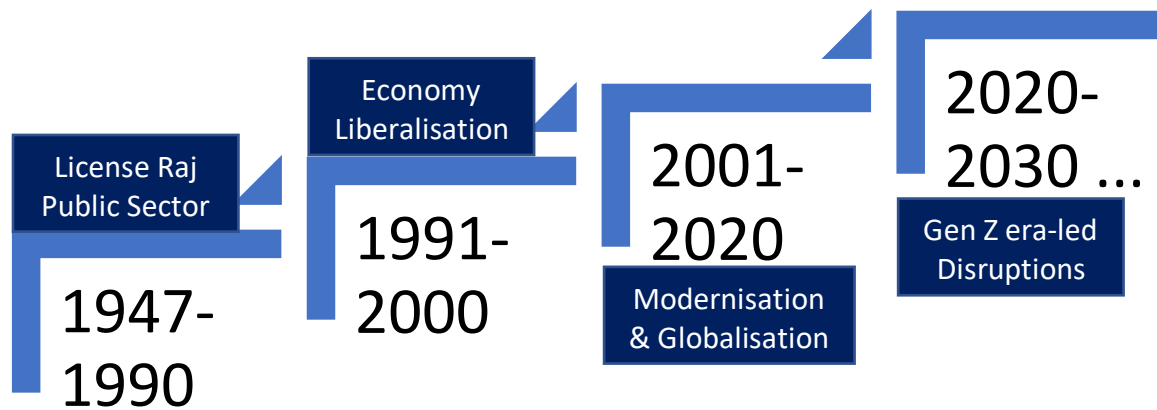 License Raj
Public Sector
1947-
1990
Economy
Liberalisation
1991-
2000
2001-
2020
Modernisation
& Globalisation
2020-
2030 ...
Gen Z era-led
Disruptions